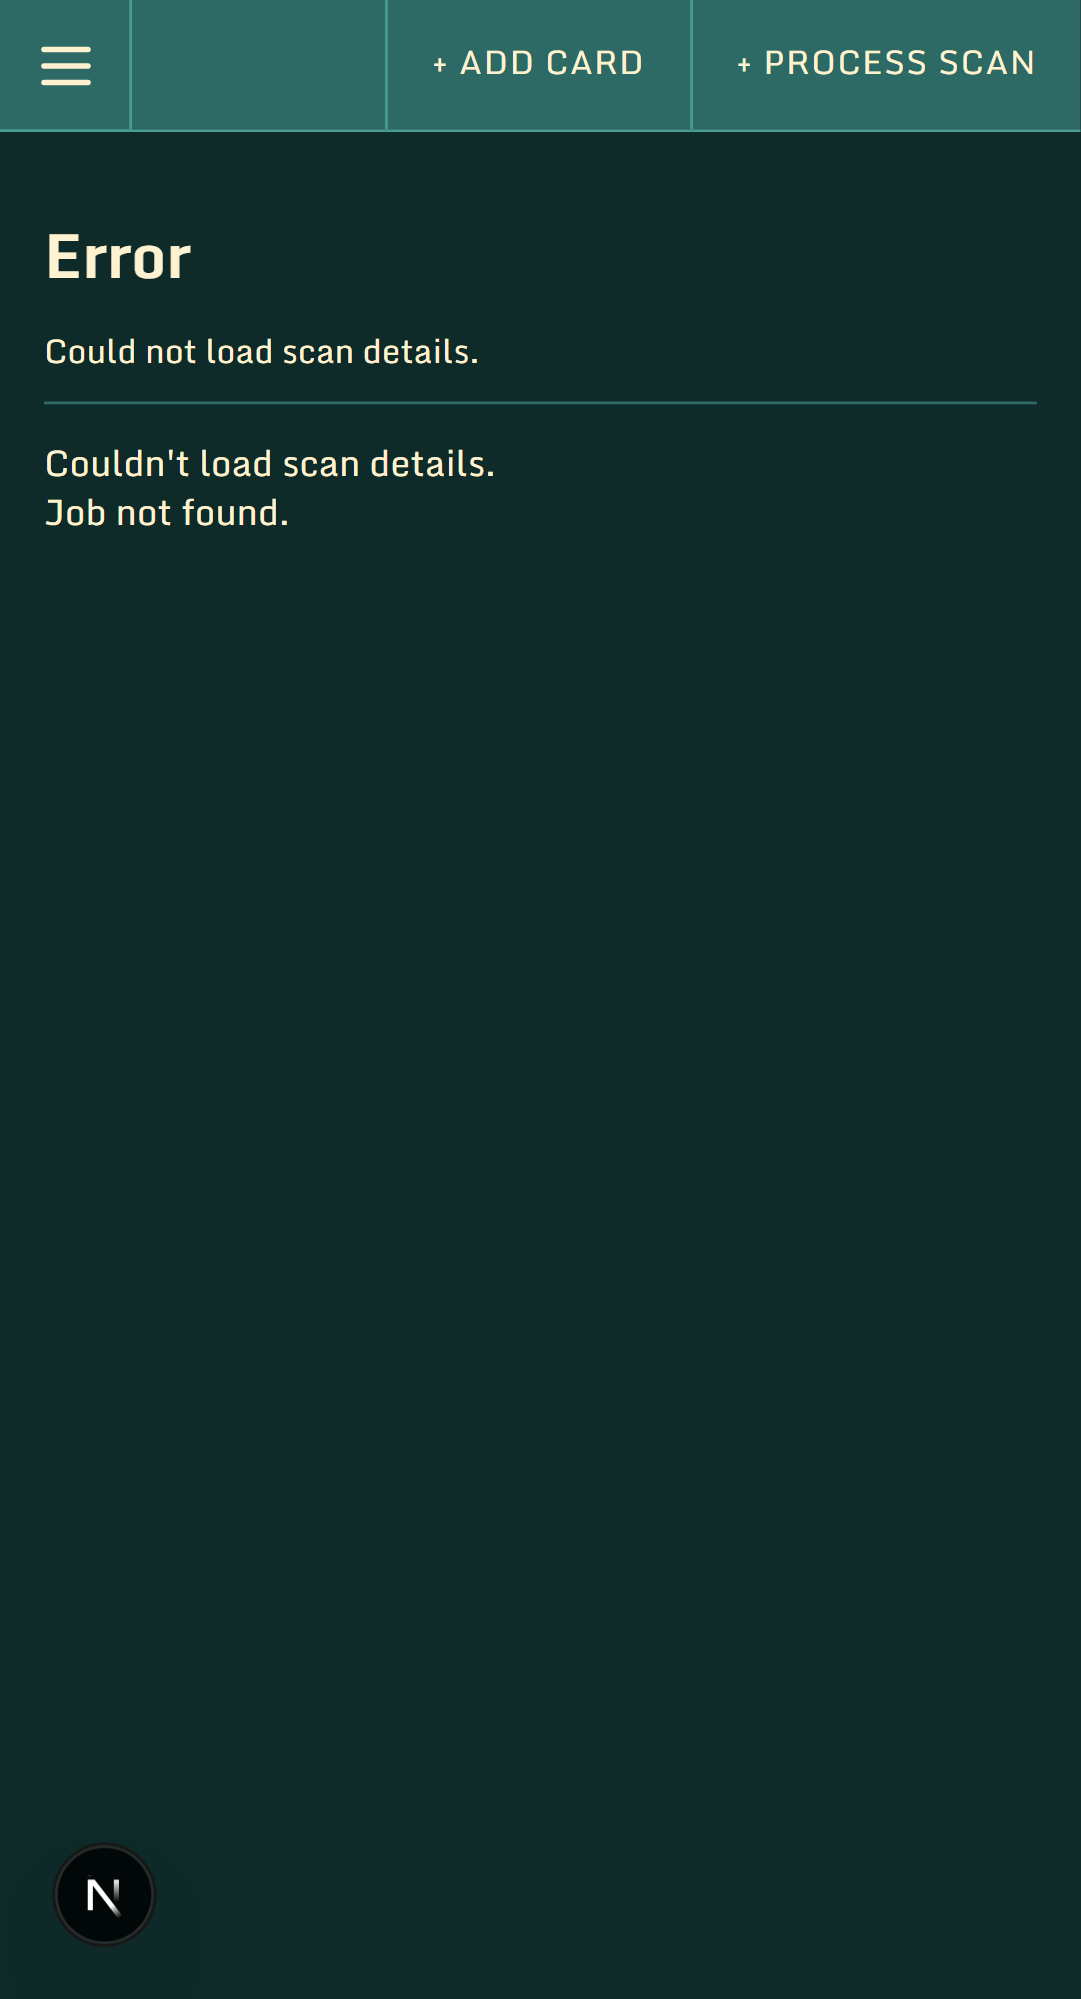 + ADD CARD
+ PROCESS SCAN
Error
Could not load scan details.
Couldn't load scan details.
Job not found.
N